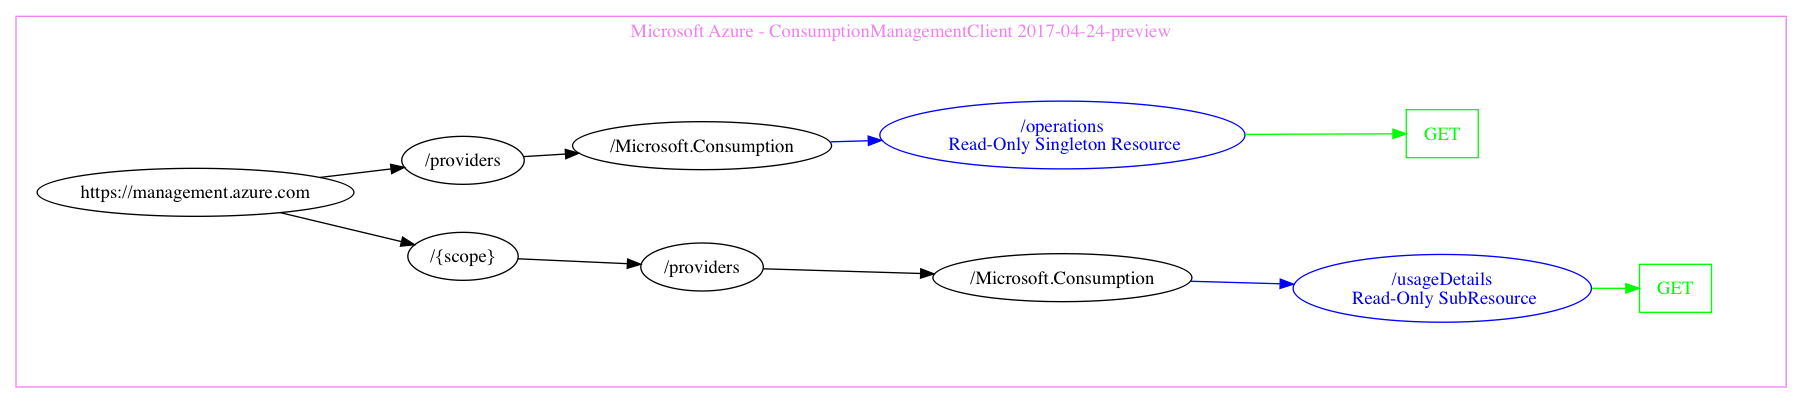 Microsoft Azure - ConsumptionManagementClient 2017-04-24-preview
https://management.azure.com
/providers
/Microsoft.Consumption
/operations
Read-Only Singleton Resource
GET
/{scope}
/providers
/Microsoft.Consumption
/usageDetails
Read-Only SubResource
GET